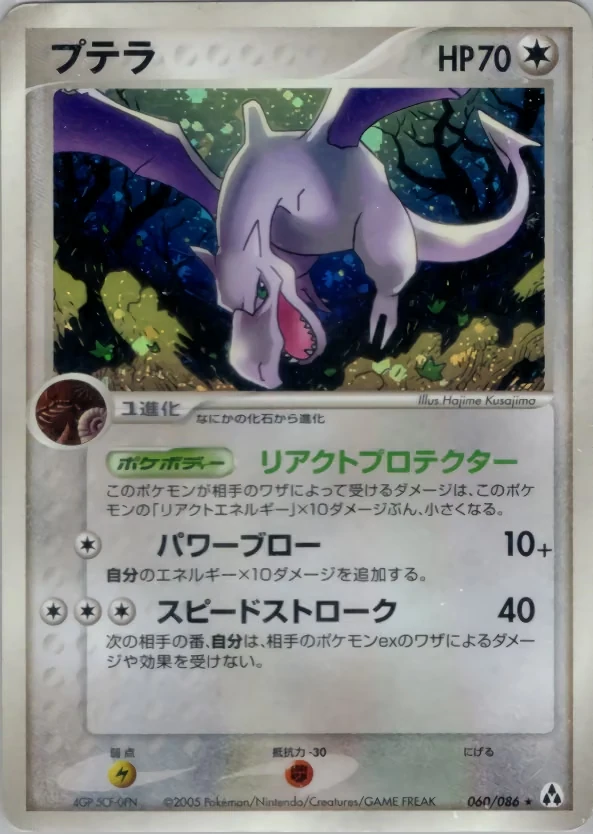 プテラ HP70
Illus. Hajime Kusajima
1進化 なにかの化石から進化
ポケボディー リアクトプロテクター
このポケモンが相手のワザによって受けるダメージは、このポケ
モンの「リアクトエネルギー」×10ダメージぶん、小さくなる。
パワーブロー 10+
自分のエネルギー×10ダメージを追加する。
スピードストローク 40
次の相手の番、自分は、相手のポケモンexのワザによるダメー
ジや効果を受けない。
弱点 抵抗力 -30 にげる
4GP 5CF-0FN ©2005 Pokémon/Nintendo/Creatures/GAME FREAK 060/086 ★